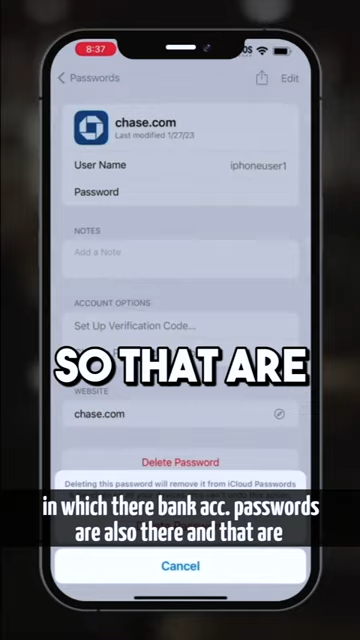 8:37
SOS
Passwords
Edit
chase.com
Last modified 1/27/23
User Name
iphoneuser1
Password
NOTES
Add a Note
ACCOUNT OPTIONS
Set Up Verification Code...
SO THAT ARE
WEBSITE
chase.com
Delete Password
Deleting this password will remove it from iCloud Passwords
in which there bank acc. passwords
are also there and that are
Cancel